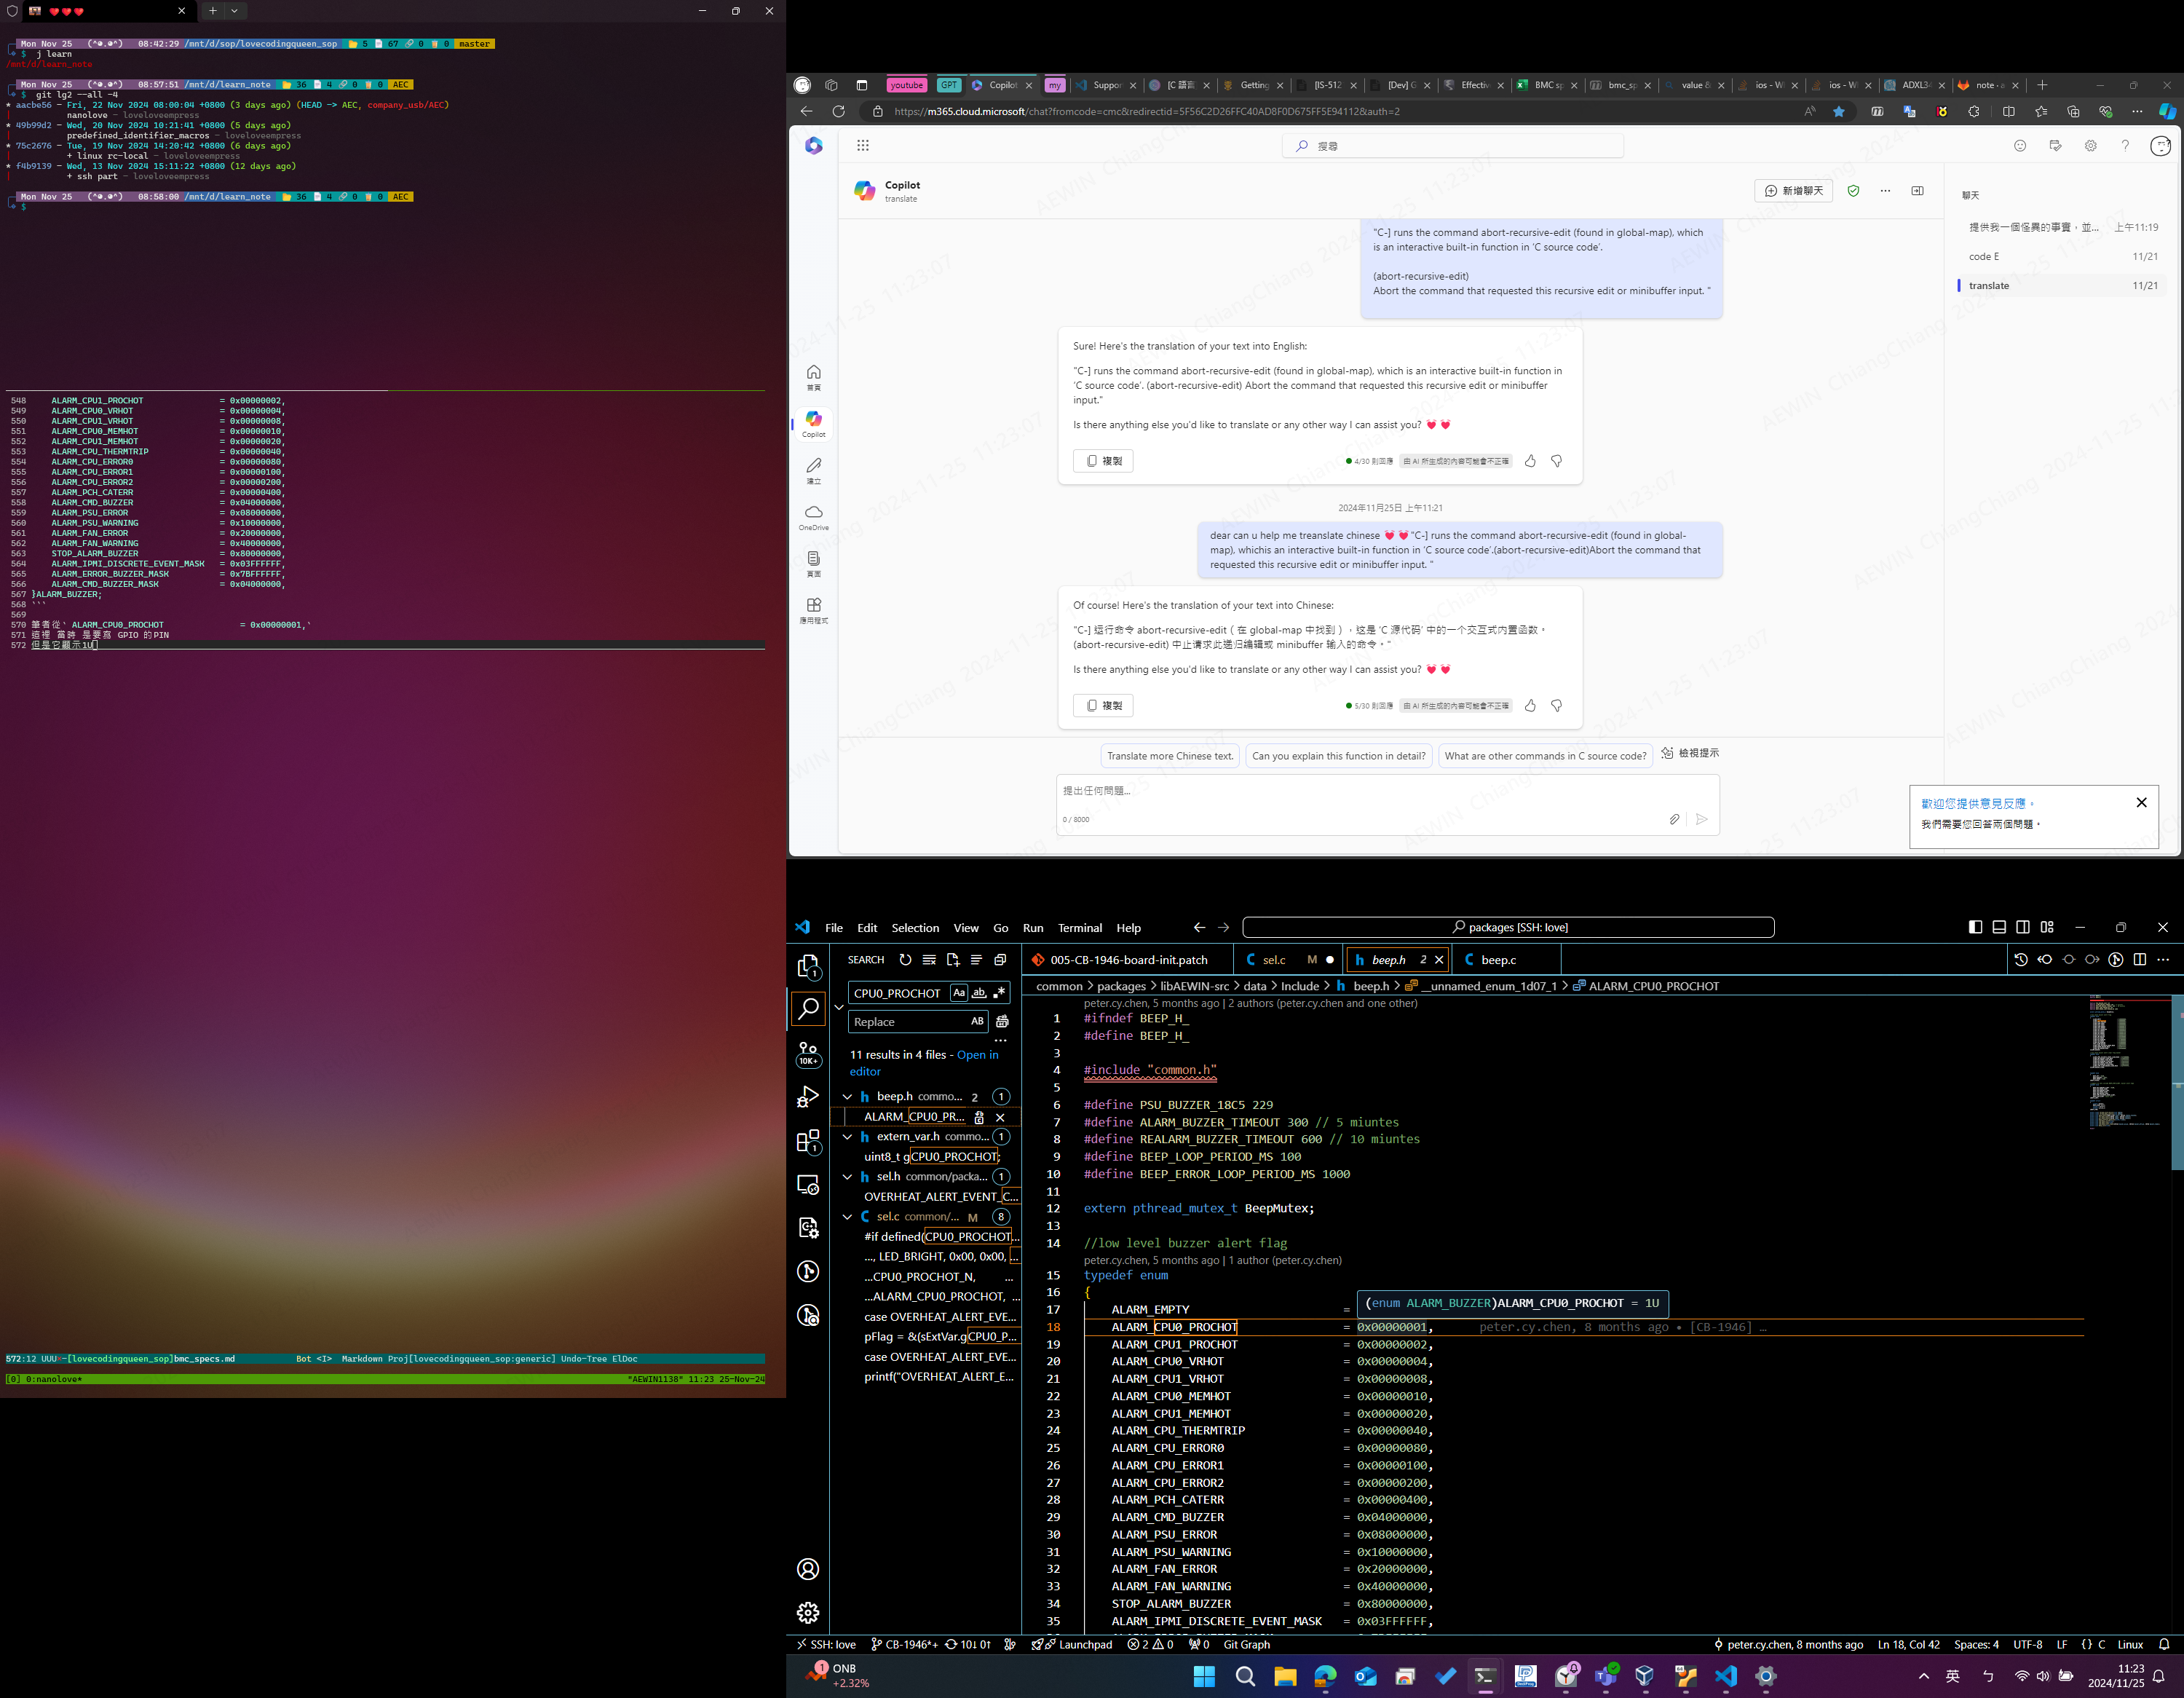 Mon Nov 25 (^◕.◕^) 08:42:29 /mnt/d/sop/lovecodingqueen_sop 5 67 0 0 master
$ j learn
/mnt/d/learn_note
Mon Nov 25 (^◕.◕^) 08:57:51 /mnt/d/learn_note 36 4 0 0 AEC
$ git lg2 --all -4
* aacbe56 - Fri, 22 Nov 2024 08:00:04 +0800 (3 days ago) (HEAD -> AEC, company_usb/AEC)
| nanolove - loveloveempress
* 49b99d2 - Wed, 20 Nov 2024 10:21:41 +0800 (5 days ago)
| predefined_identifier_macros - loveloveempress
* 75c2676 - Tue, 19 Nov 2024 14:20:42 +0800 (6 days ago)
| + linux rc-local - loveloveempress
* f4b9139 - Wed, 13 Nov 2024 15:11:22 +0800 (12 days ago)
| + ssh part - loveloveempress
Mon Nov 25 (^◕.◕^) 08:58:00 /mnt/d/learn_note 36 4 0 0 AEC
$
548 ALARM_CPU1_PROCHOT = 0x00000002,
549 ALARM_CPU0_VRHOT = 0x00000004,
550 ALARM_CPU1_VRHOT = 0x00000008,
551 ALARM_CPU0_MEMHOT = 0x00000010,
552 ALARM_CPU1_MEMHOT = 0x00000020,
553 ALARM_CPU_THERMTRIP = 0x00000040,
554 ALARM_CPU_ERROR0 = 0x00000080,
555 ALARM_CPU_ERROR1 = 0x00000100,
556 ALARM_CPU_ERROR2 = 0x00000200,
557 ALARM_PCH_CATERR = 0x00000400,
558 ALARM_CMD_BUZZER = 0x04000000,
559 ALARM_PSU_ERROR = 0x08000000,
560 ALARM_PSU_WARNING = 0x10000000,
561 ALARM_FAN_ERROR = 0x20000000,
562 ALARM_FAN_WARNING = 0x40000000,
563 STOP_ALARM_BUZZER = 0x80000000,
564 ALARM_IPMI_DISCRETE_EVENT_MASK = 0x03FFFFFF,
565 ALARM_ERROR_BUZZER_MASK = 0x7BFFFFFF,
566 ALARM_CMD_BUZZER_MASK = 0x04000000,
567 }ALARM_BUZZER;
568 ```
569
570 筆者從` ALARM_CPU0_PROCHOT = 0x00000001,`
571 這裡 當時 是要寫 GPIO 的PIN
572 但是它顯示1U
572:12 UUU=-[lovecodingqueen_sop]bmc_specs.md Bot <I> Markdown Proj[lovecodingqueen_sop:generic] Undo-Tree ElDoc
[0] 0:nanolove* "AEWIN1138" 11:23 25-Nov-24
youtube GPT Copilot my Suppor [C 語言 Getting [IS-512 [Dev] G Effectiv BMC sp bmc_sp value & ios - W ios - W ADXL34 note · a
https://m365.cloud.microsoft/chat?fromcode=cmc&redirectid=5F56C2D26FFC40AD8F0D675FF5E94112&auth=2
搜尋
Copilot
translate
新增聊天
聊天
提供我一個怪異的事實，並... 上午11:19
code E 11/21
translate 11/21
首頁
Copilot
建立
OneDrive
頁面
應用程式
"C-] runs the command abort-recursive-edit (found in global-map), which
is an interactive built-in function in ‘C source code’.
(abort-recursive-edit)
Abort the command that requested this recursive edit or minibuffer input. "
Sure! Here's the translation of your text into English:
"C-] runs the command abort-recursive-edit (found in global-map), which is an interactive built-in function in
‘C source code’. (abort-recursive-edit) Abort the command that requested this recursive edit or minibuffer
input."
Is there anything else you'd like to translate or any other way I can assist you? 💓 💓
複製 4/30 則回應 由 AI 所生成的內容可能會不正確
2024年11月25日 上午11:21
dear can u help me treanslate chinese 💓 💓"C-] runs the command abort-recursive-edit (found in global-
map), whichis an interactive built-in function in ‘C source code’.(abort-recursive-edit)Abort the command that
requested this recursive edit or minibuffer input. "
Of course! Here's the translation of your text into Chinese:
"C-] 运行命令 abort-recursive-edit（在 global-map 中找到），这是 ‘C 源代码’ 中的一个交互式内置函数。
(abort-recursive-edit) 中止请求此递归编辑或 minibuffer 输入的命令。"
Is there anything else you'd like to translate or any other way I can assist you? 💓 💓
複製 5/30 則回應 由 AI 所生成的內容可能會不正確
Translate more Chinese text. Can you explain this function in detail? What are other commands in C source code? 檢視提示
提出任何問題...
0 / 8000
歡迎您提供意見反應。
我們需要您回答兩個問題。
AEWIN ChiangChiang 2024-11-25 11:23:07
File Edit Selection View Go Run Terminal Help packages [SSH: love]
SEARCH
CPU0_PROCHOT Aa ab
Replace AB
11 results in 4 files - Open in
editor
beep.h commo... 2 1
ALARM_CPU0_PR...
extern_var.h commo... 1
uint8_t gCPU0_PROCHOT;
sel.h common/packa... 1
OVERHEAT_ALERT_EVENT_C...
sel.c common/... M 8
#if defined(CPU0_PROCHOT...
..., LED_BRIGHT, 0x00, 0x00, ...
...CPU0_PROCHOT_N, ...
...ALARM_CPU0_PROCHOT, ...
case OVERHEAT_ALERT_EVE...
pFlag = &(sExtVar.gCPU0_P...
case OVERHEAT_ALERT_EVE...
printf("OVERHEAT_ALERT_E...
1
10K+
1
005-CB-1946-board-init.patch sel.c M beep.h 2 beep.c
common > packages > libAEWIN-src > data > Include > beep.h > __unnamed_enum_1d07_1 > ALARM_CPU0_PROCHOT
peter.cy.chen, 5 months ago | 2 authors (peter.cy.chen and one other)
1 #ifndef BEEP_H_
2 #define BEEP_H_
3
4 #include "common.h"
5
6 #define PSU_BUZZER_18C5 229
7 #define ALARM_BUZZER_TIMEOUT 300 // 5 miuntes
8 #define REALARM_BUZZER_TIMEOUT 600 // 10 miuntes
9 #define BEEP_LOOP_PERIOD_MS 100
10 #define BEEP_ERROR_LOOP_PERIOD_MS 1000
11
12 extern pthread_mutex_t BeepMutex;
13
14 //low level buzzer alert flag
peter.cy.chen, 5 months ago | 1 author (peter.cy.chen)
15 typedef enum
16 {
17 ALARM_EMPTY =
(enum ALARM_BUZZER)ALARM_CPU0_PROCHOT = 1U
18 ALARM_CPU0_PROCHOT = 0x00000001, peter.cy.chen, 8 months ago • [CB-1946] …
19 ALARM_CPU1_PROCHOT = 0x00000002,
20 ALARM_CPU0_VRHOT = 0x00000004,
21 ALARM_CPU1_VRHOT = 0x00000008,
22 ALARM_CPU0_MEMHOT = 0x00000010,
23 ALARM_CPU1_MEMHOT = 0x00000020,
24 ALARM_CPU_THERMTRIP = 0x00000040,
25 ALARM_CPU_ERROR0 = 0x00000080,
26 ALARM_CPU_ERROR1 = 0x00000100,
27 ALARM_CPU_ERROR2 = 0x00000200,
28 ALARM_PCH_CATERR = 0x00000400,
29 ALARM_CMD_BUZZER = 0x04000000,
30 ALARM_PSU_ERROR = 0x08000000,
31 ALARM_PSU_WARNING = 0x10000000,
32 ALARM_FAN_ERROR = 0x20000000,
33 ALARM_FAN_WARNING = 0x40000000,
34 STOP_ALARM_BUZZER = 0x80000000,
35 ALARM_IPMI_DISCRETE_EVENT_MASK = 0x03FFFFFF,
SSH: love CB-1946*+ 10↓ 0↑ Launchpad 2 0 0 Git Graph peter.cy.chen, 8 months ago Ln 18, Col 42 Spaces: 4 UTF-8 LF {} C Linux
1 ONB
+2.32%
英 ㄅ 11:23
2024/11/25